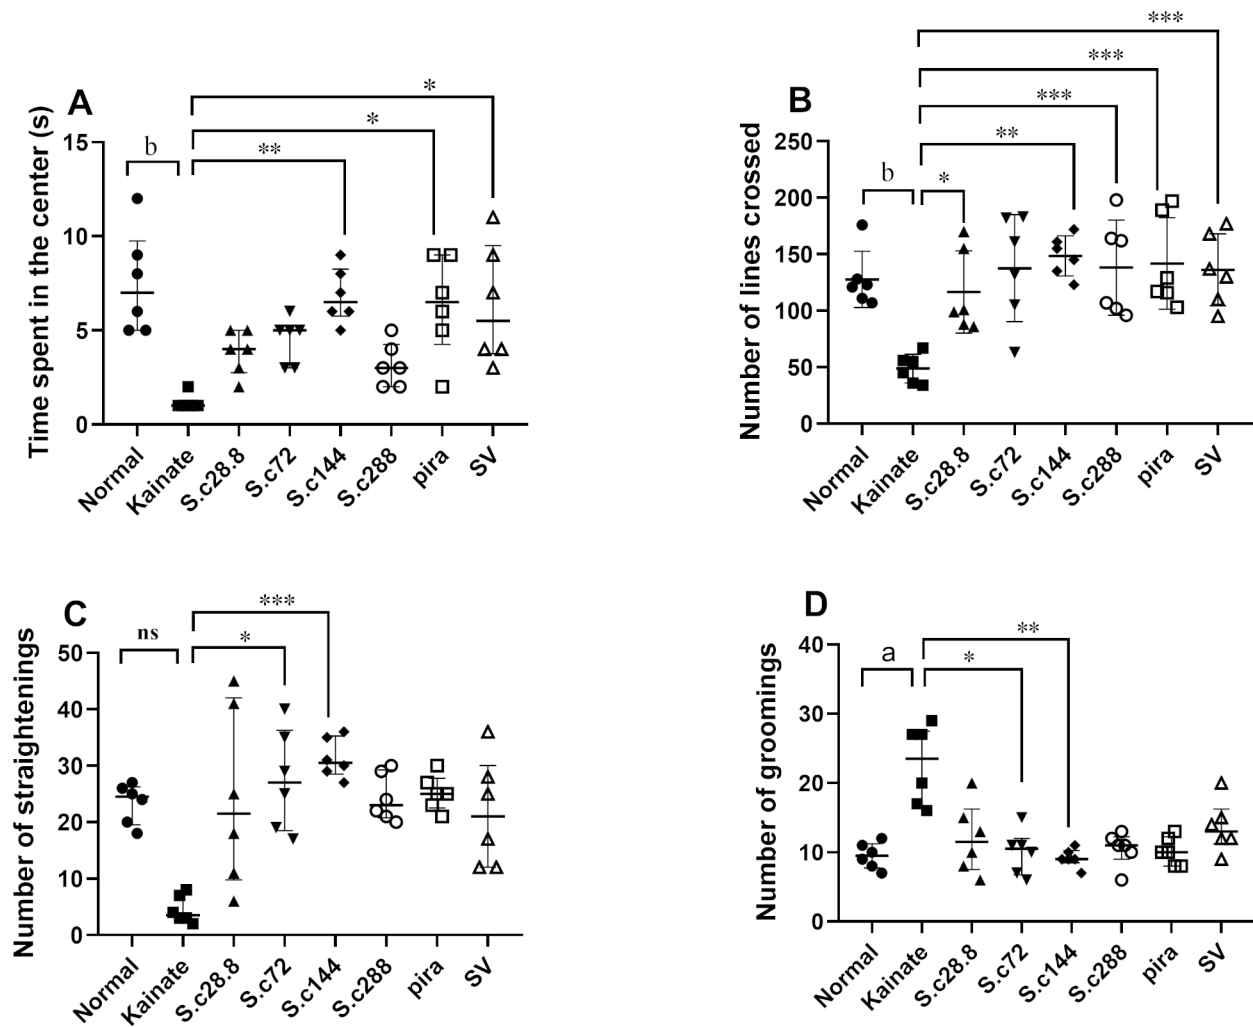 A
Time spent in the center (s)
15
10
5
0
b
**
*
*
Normal
Kainate
S.c28.8
S.c72
S.c144
S.c288
pira
SV
B
Number of lines crossed
250
200
150
100
50
0
b
*
**
***
***
***
Normal
Kainate
S.c28.8
S.c72
S.c144
S.c288
pira
SV
C
Number of straightenings
50
40
30
20
10
0
ns
*
***
Normal
Kainate
S.c28.8
S.c72
S.c144
S.c288
pira
SV
D
Number of groomings
40
30
20
10
0
a
*
**
Normal
Kainate
S.c28.8
S.c72
S.c144
S.c288
pira
SV